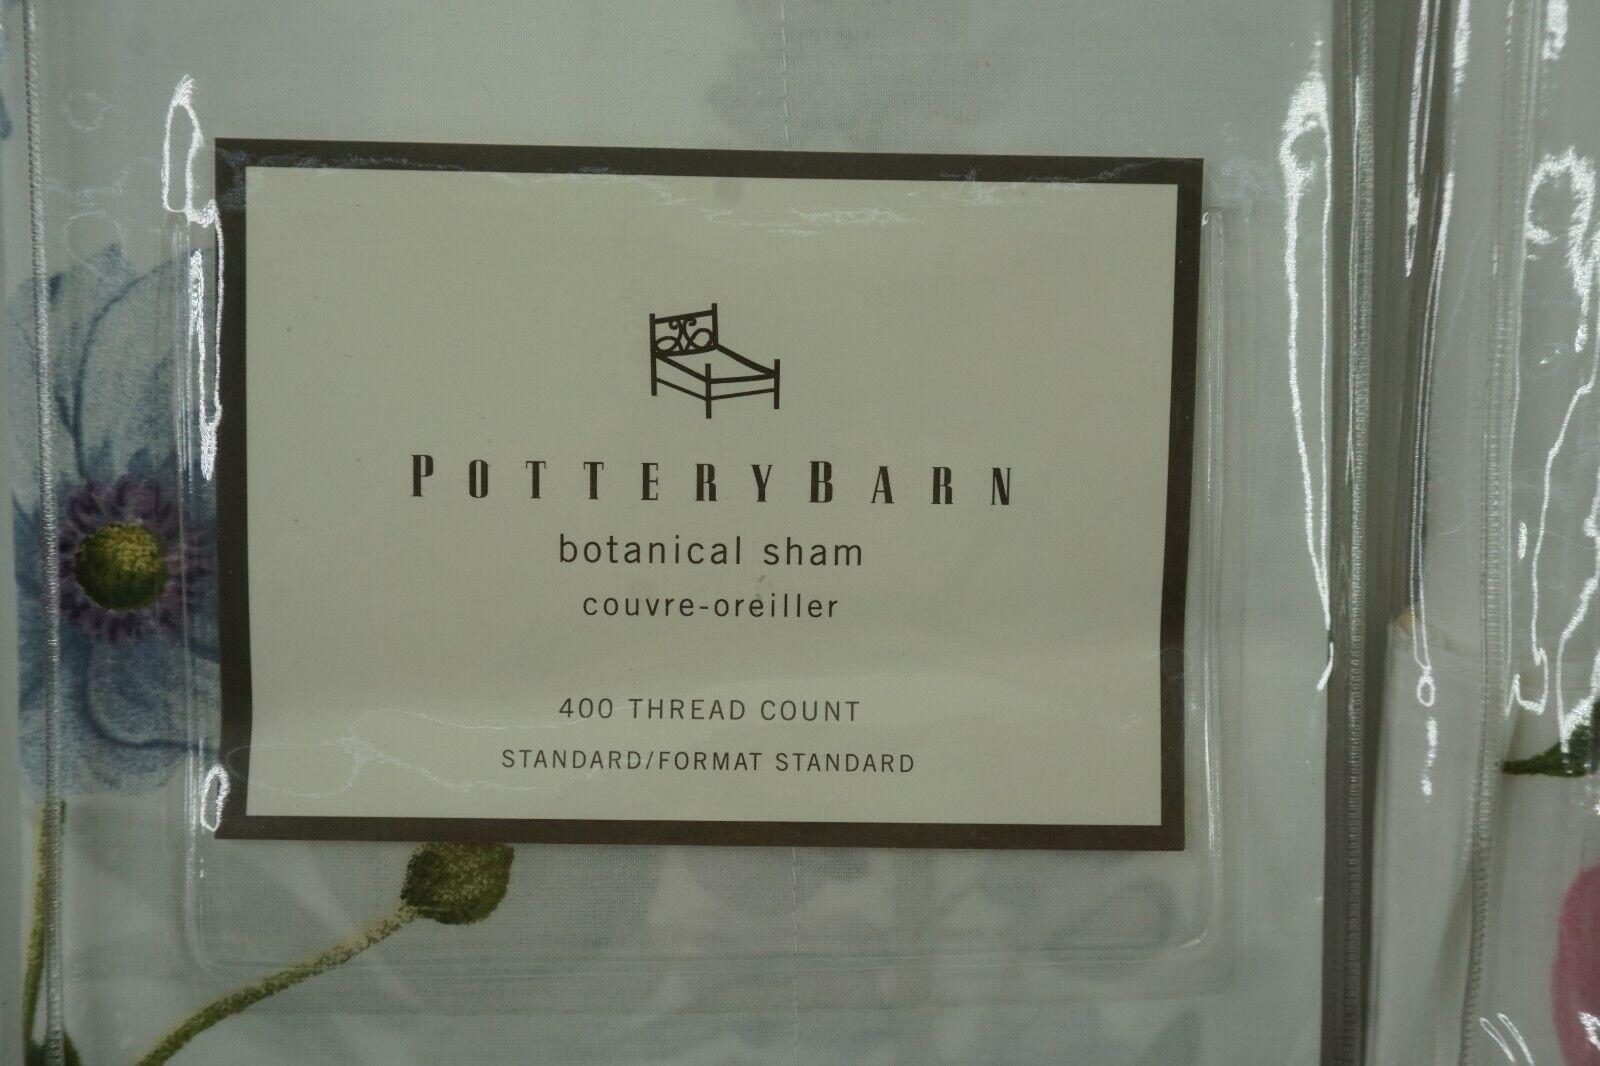 POTTERYBARN
botanical sham
couvre-oreiller
400 THREAD COUNT
STANDARD/FORMAT STANDARD